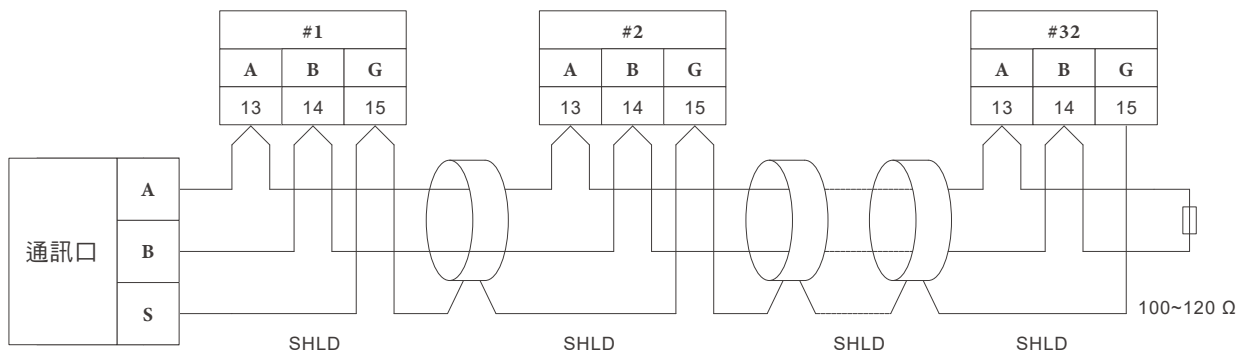 #1 #2 #32
A B G A B G A B G
13 14 15 13 14 15 13 14 15
A
通訊口 B
S
100~120 Ω
SHLD SHLD SHLD SHLD